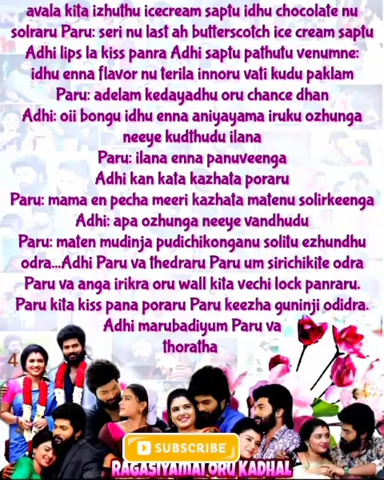 avala kita izhuthu icecream saptu idhu chocolate nu
solraru Paru: seri nu last ah butterscotch ice cream saptu
Adhi lips la kiss panra Adhi saptu pathutu venumne:
idhu enna flavor nu terila innoru vati kudu paklam
Paru: adelam kedayadhu oru chance dhan
Adhi: oii bongu idhu enna aniyayama iruku ozhunga
neeye kudthudu ilana
Paru: ilana enna panuveenga
Adhi kan kata kazhata poraru
Paru: mama en pecha meeri kazhata matenu solirkeenga
Adhi: apa ozhunga neeye vandhudu
Paru: maten mudinja pudichikonganu solitu ezhundhu
odra...Adhi Paru va thedraru Paru um sirichikite odra
Paru va anga irikra oru wall kita vechi lock panraru.
Paru kita kiss pana poraru Paru keezha guninji odidra.
Adhi marubadiyum Paru va
thoratha
4
SUBSCRIBE
RAGASIYAMAI ORU KADHAL